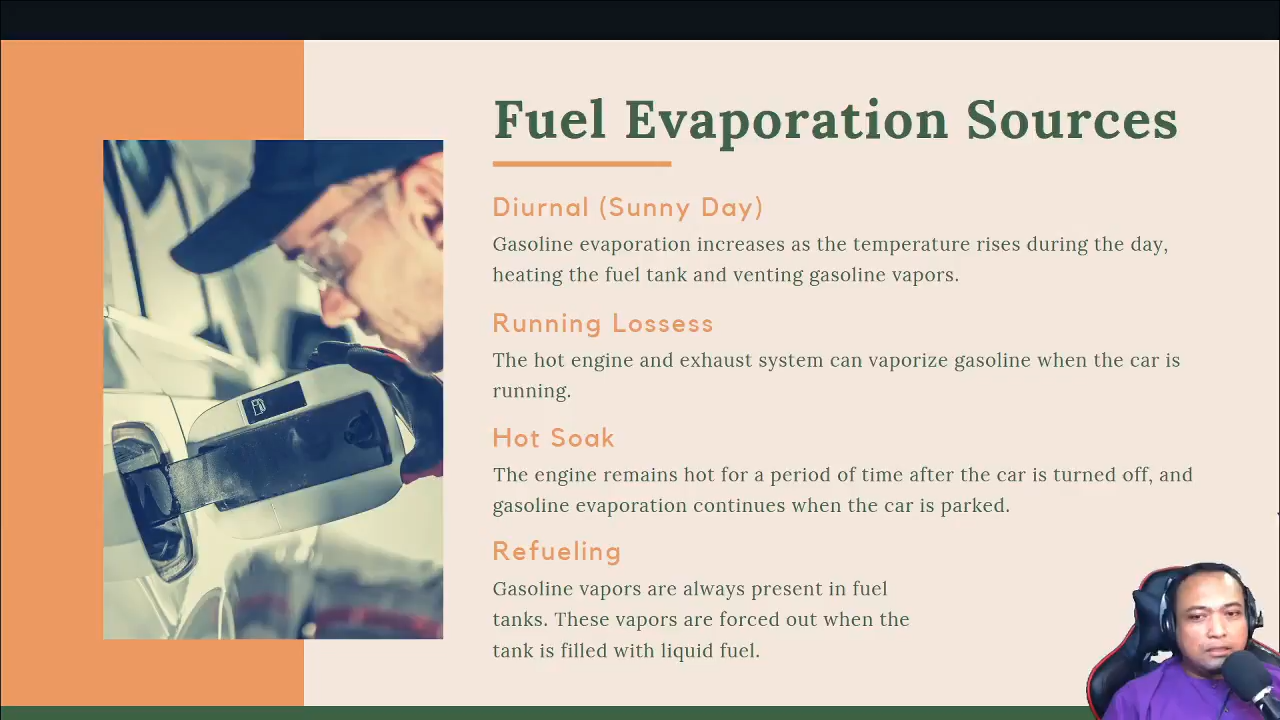 Fuel Evaporation Sources
Diurnal (Sunny Day)
Gasoline evaporation increases as the temperature rises during the day,
heating the fuel tank and venting gasoline vapors.
Running Lossess
The hot engine and exhaust system can vaporize gasoline when the car is
running.
Hot Soak
The engine remains hot for a period of time after the car is turned off, and
gasoline evaporation continues when the car is parked.
Refueling
Gasoline vapors are always present in fuel
tanks. These vapors are forced out when the
tank is filled with liquid fuel.